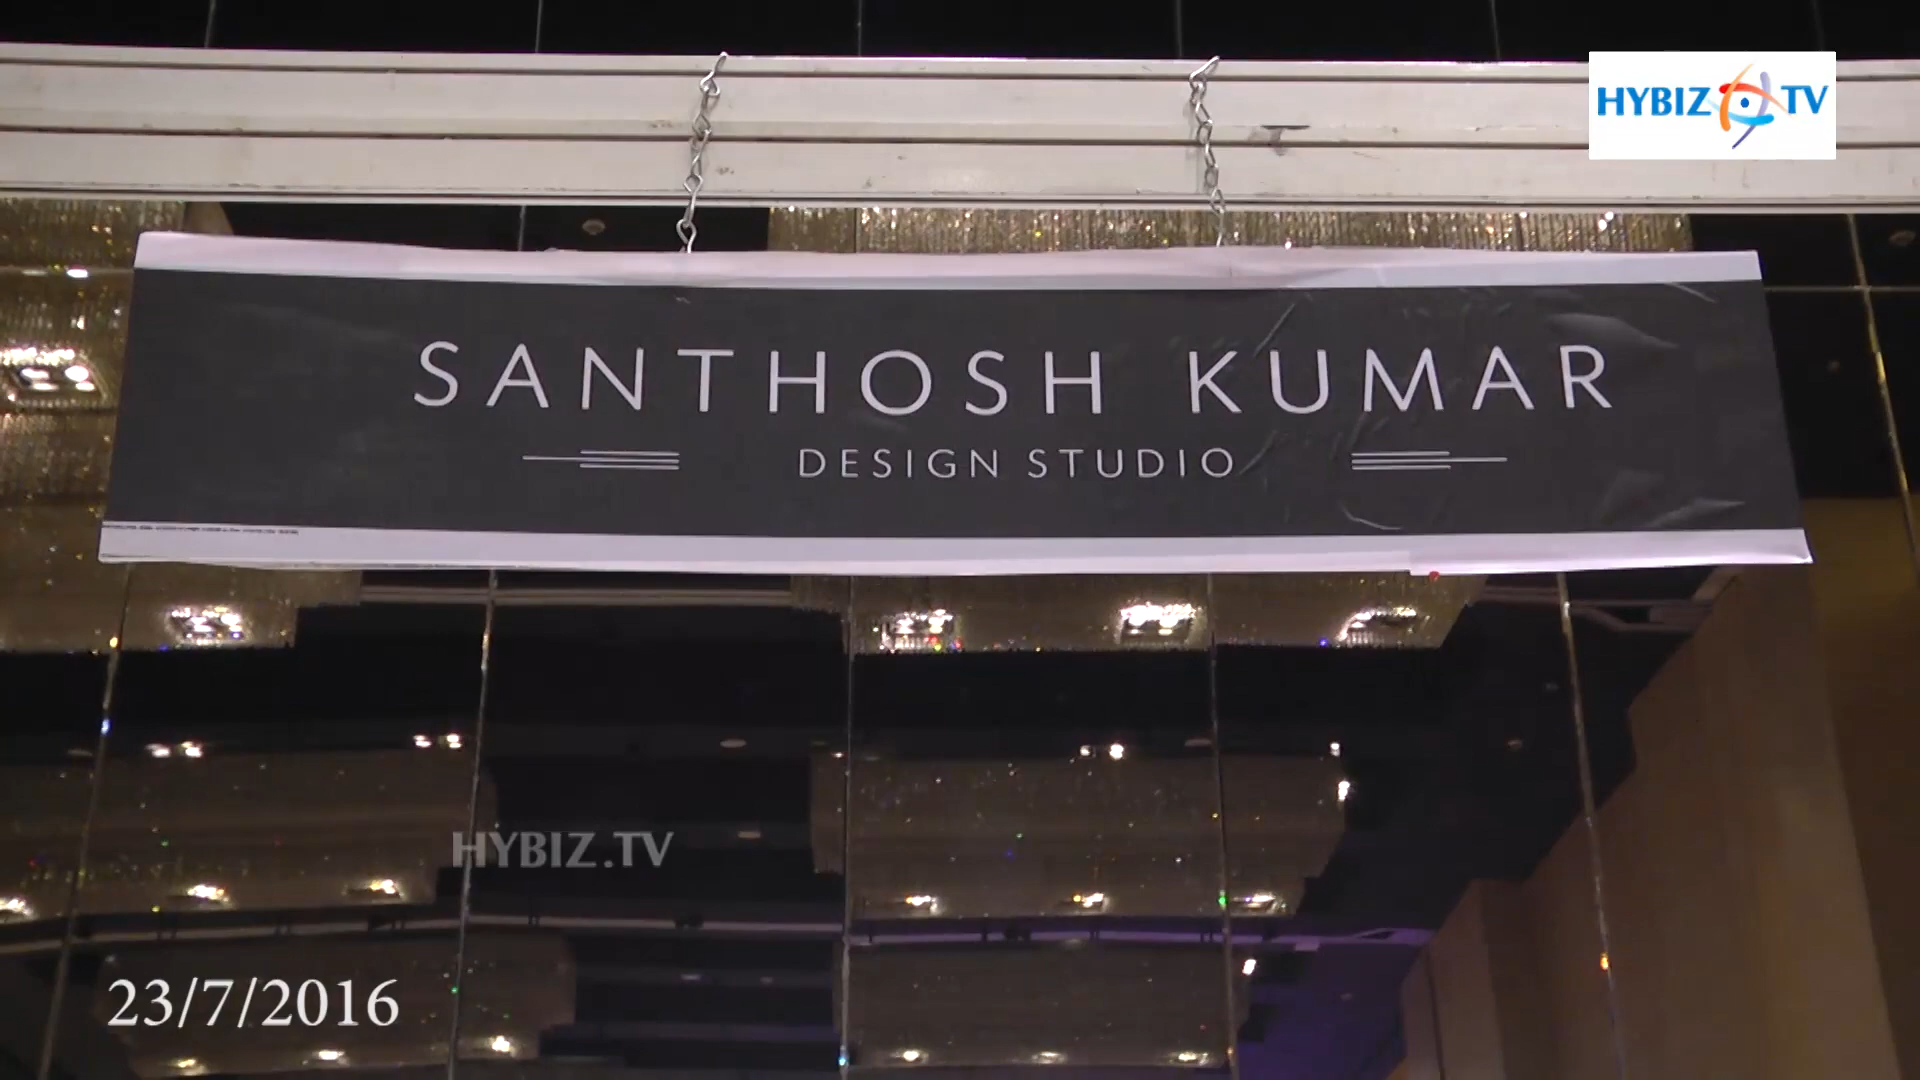 HYBIZ TV
SANTHOSH KUMAR
DESIGN STUDIO
HYBIZ.TV
23/7/2016